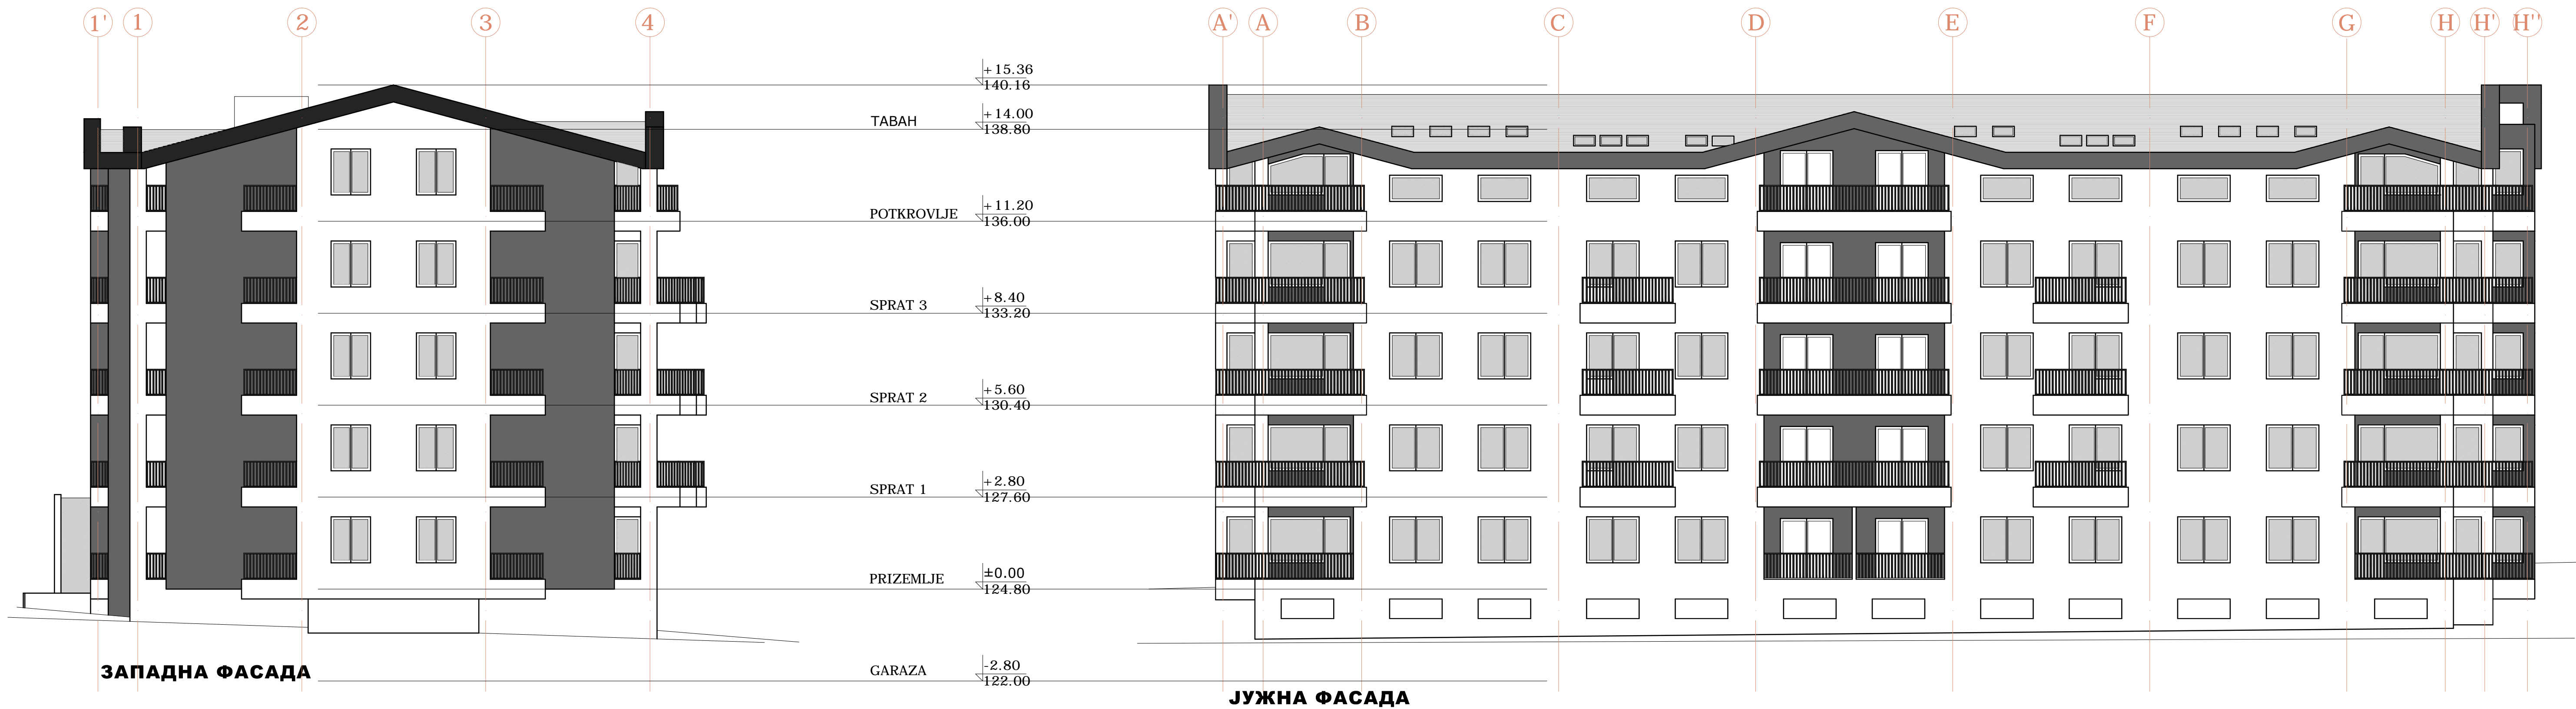 1' 1 2 3 4 A' A B C D E F G H H' H''
+15.36
140.16
TABAH +14.00
138.80
POTKROVLJE +11.20
136.00
SPRAT 3 +8.40
133.20
SPRAT 2 +5.60
130.40
SPRAT 1 +2.80
127.60
PRIZEMLJE ±0.00
124.80
GARAZA -2.80
122.00
ЗАПАДНА ФАСАДА
ЈУЖНА ФАСАДА